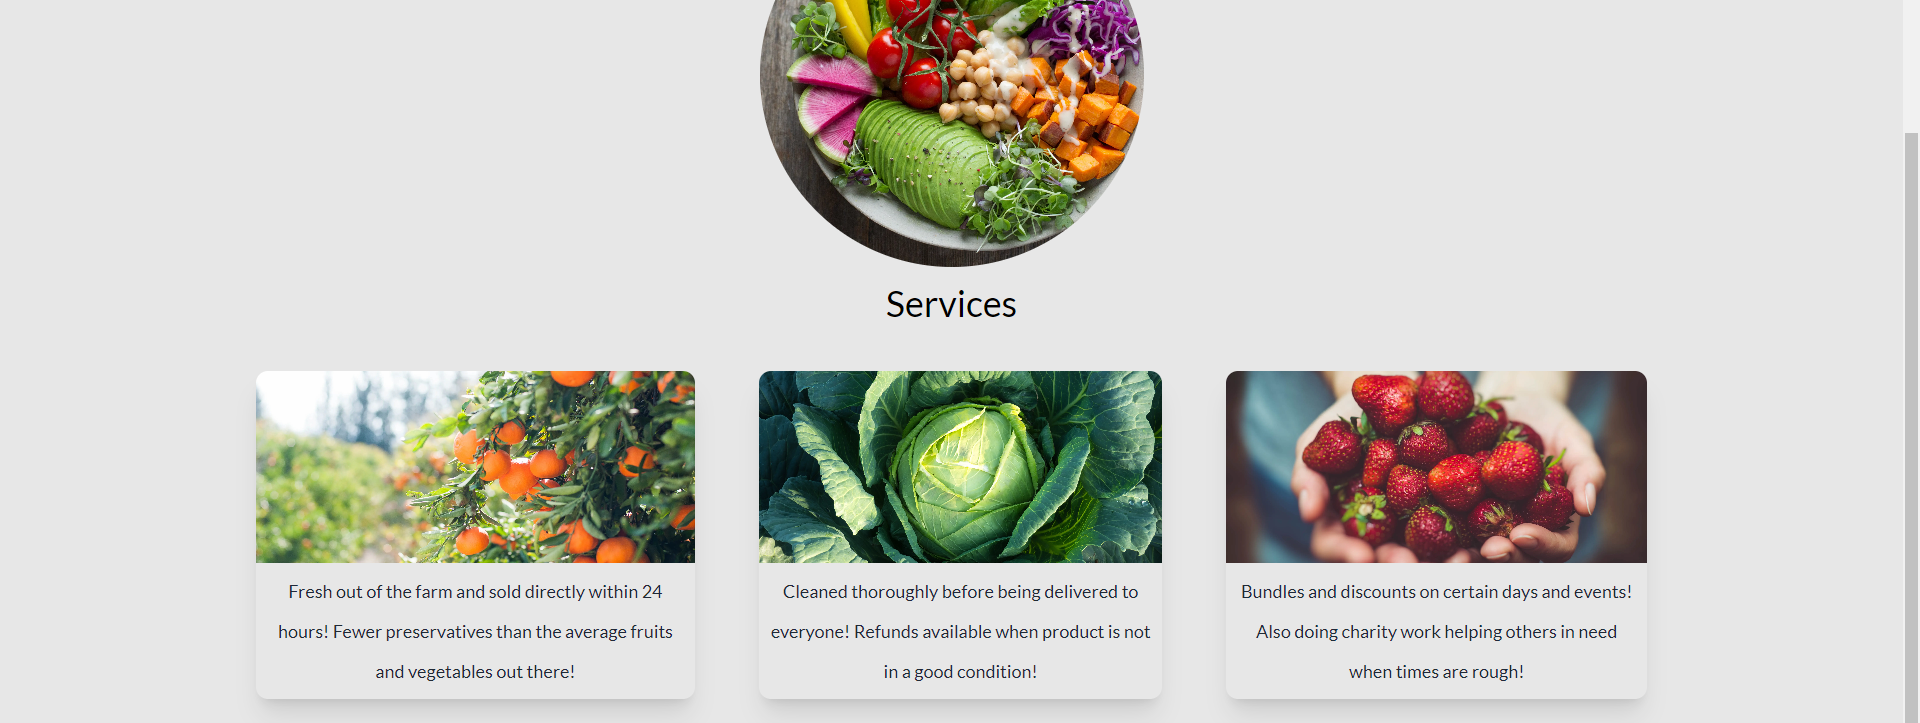 Services
Fresh out of the farm and sold directly within 24
hours! Fewer preservatives than the average fruits
and vegetables out there!
Cleaned thoroughly before being delivered to
everyone! Refunds available when product is not
in a good condition!
Bundles and discounts on certain days and events!
Also doing charity work helping others in need
when times are rough!